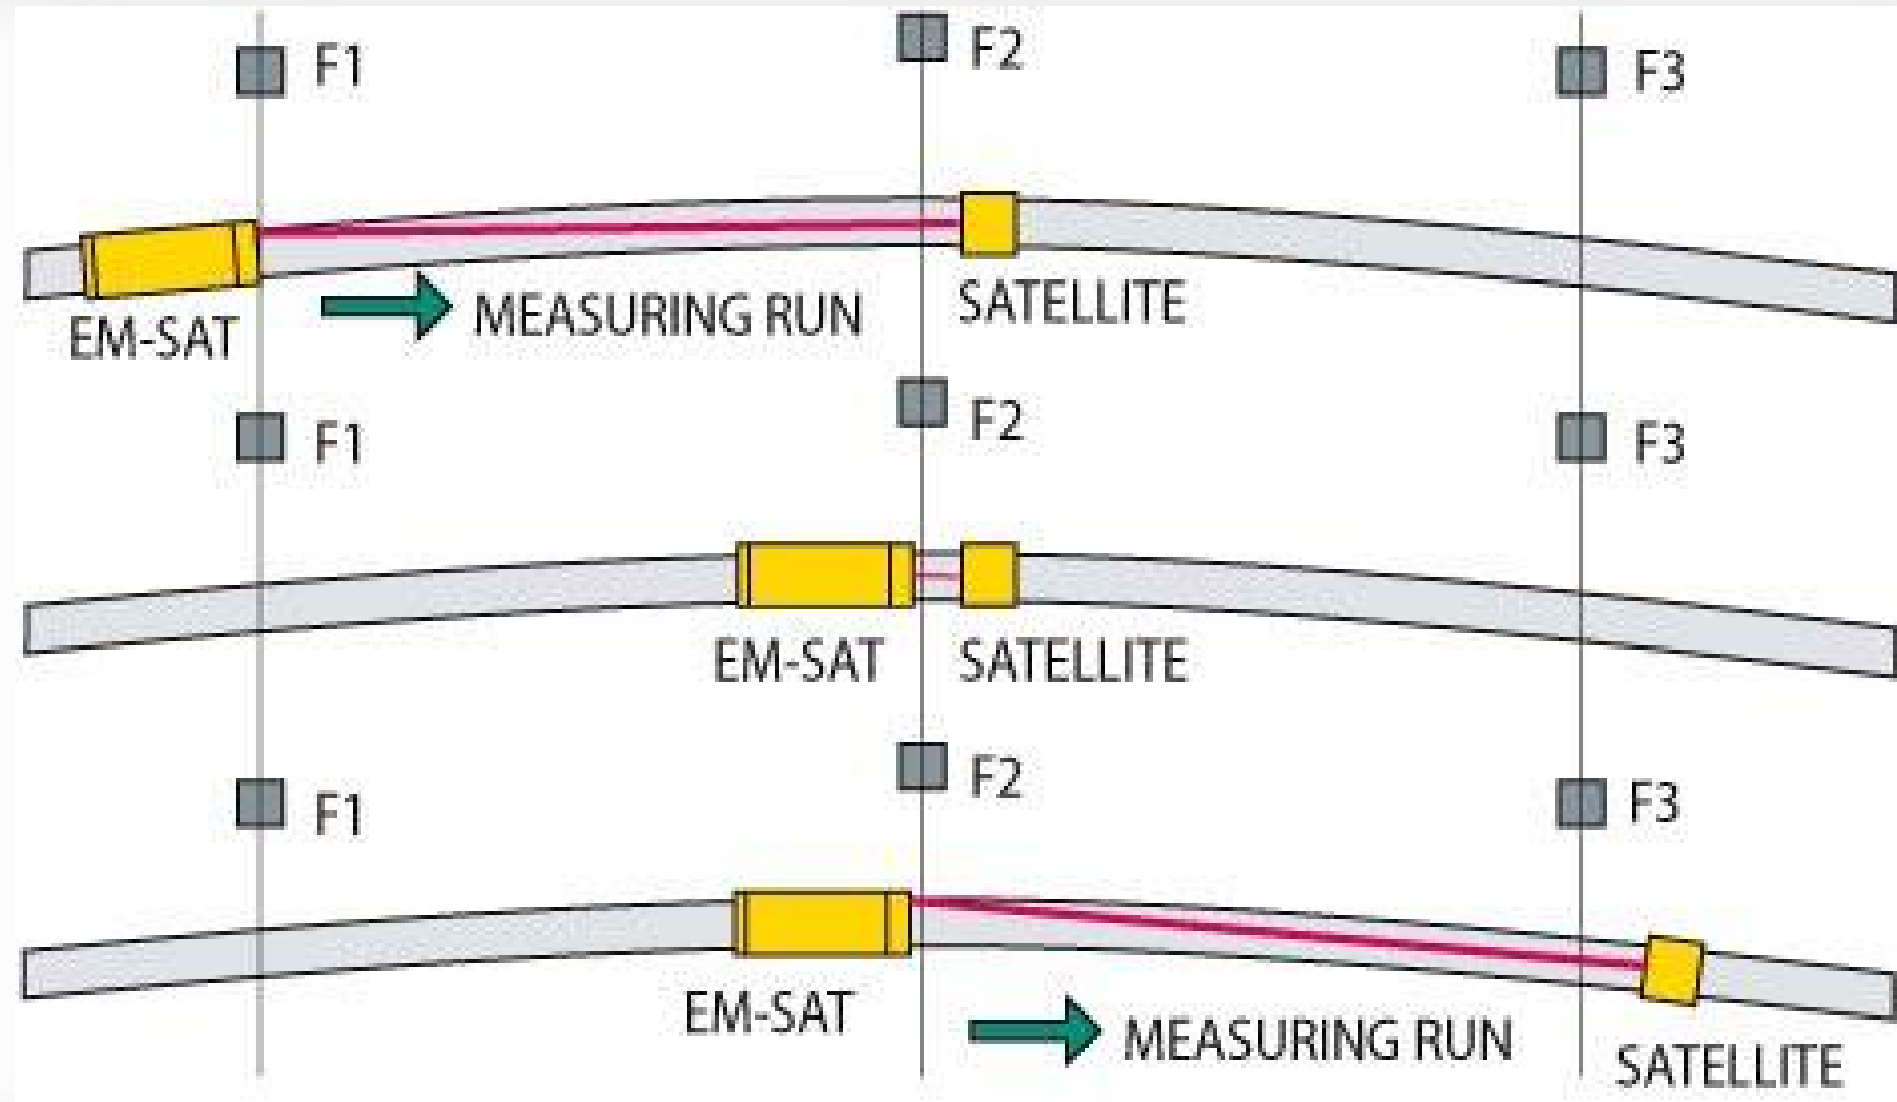 F1
F2
F3
EM-SAT
MEASURING RUN
SATELLITE
F1
F2
F3
EM-SAT
SATELLITE
F1
F2
F3
EM-SAT
MEASURING RUN
SATELLITE